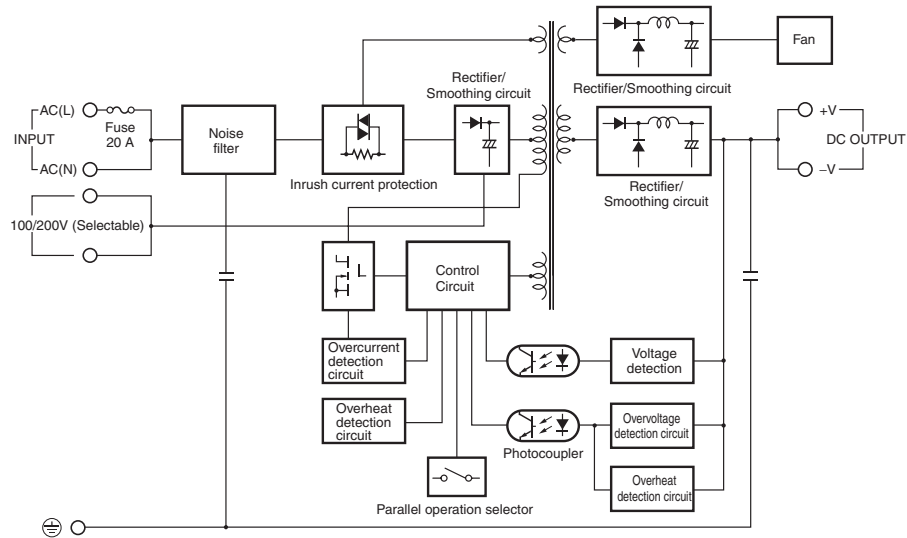 Fan
Rectifier/
Smoothing circuit
Rectifier/Smoothing circuit
AC(L)
Fuse
20 A
INPUT
AC(N)
Noise
filter
Inrush current protection
+V
DC OUTPUT
–V
Rectifier/
Smoothing circuit
100/200V (Selectable)
Control
Circuit
Overcurrent
detection
circuit
Voltage
detection
Overheat
detection
circuit
Overvoltage
detection circuit
Photocoupler
Overheat
detection circuit
Parallel operation selector